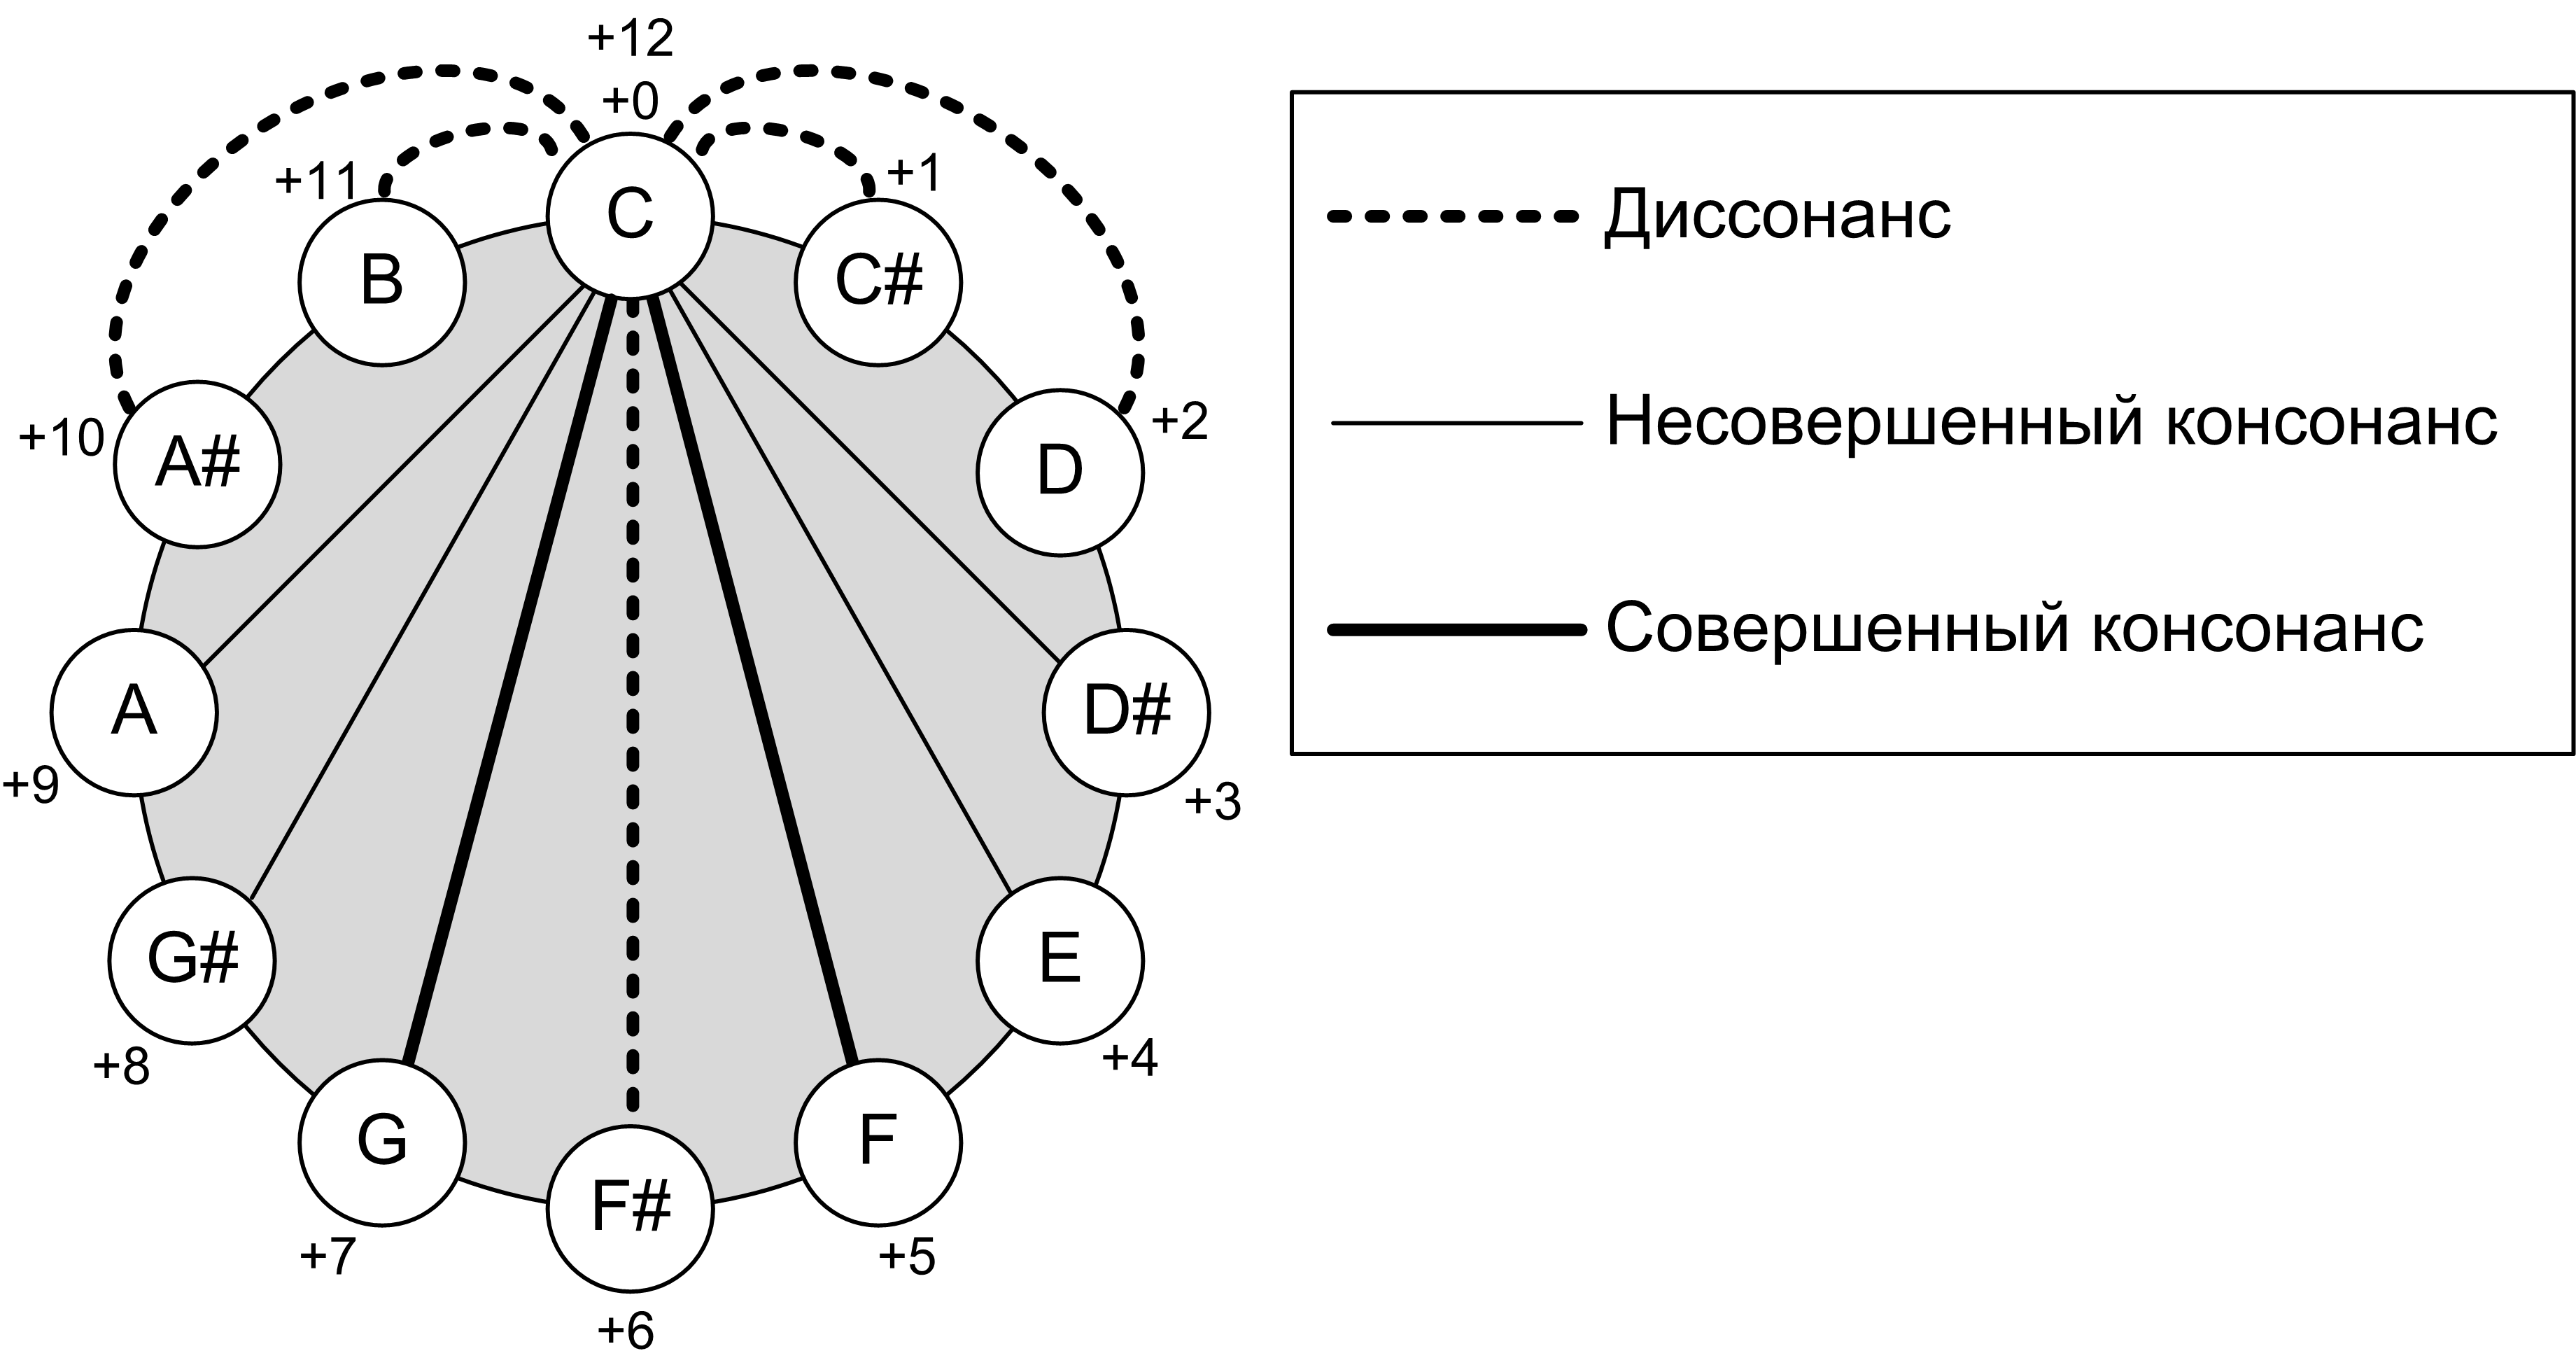 +12
+0
C
+1
C#
+2
D
D#
+3
E
+4
F
+5
F#
+6
G
+7
G#
+8
A
+9
A#
+10
B
+11
Диссонанс
Несовершенный консонанс
Совершенный консонанс